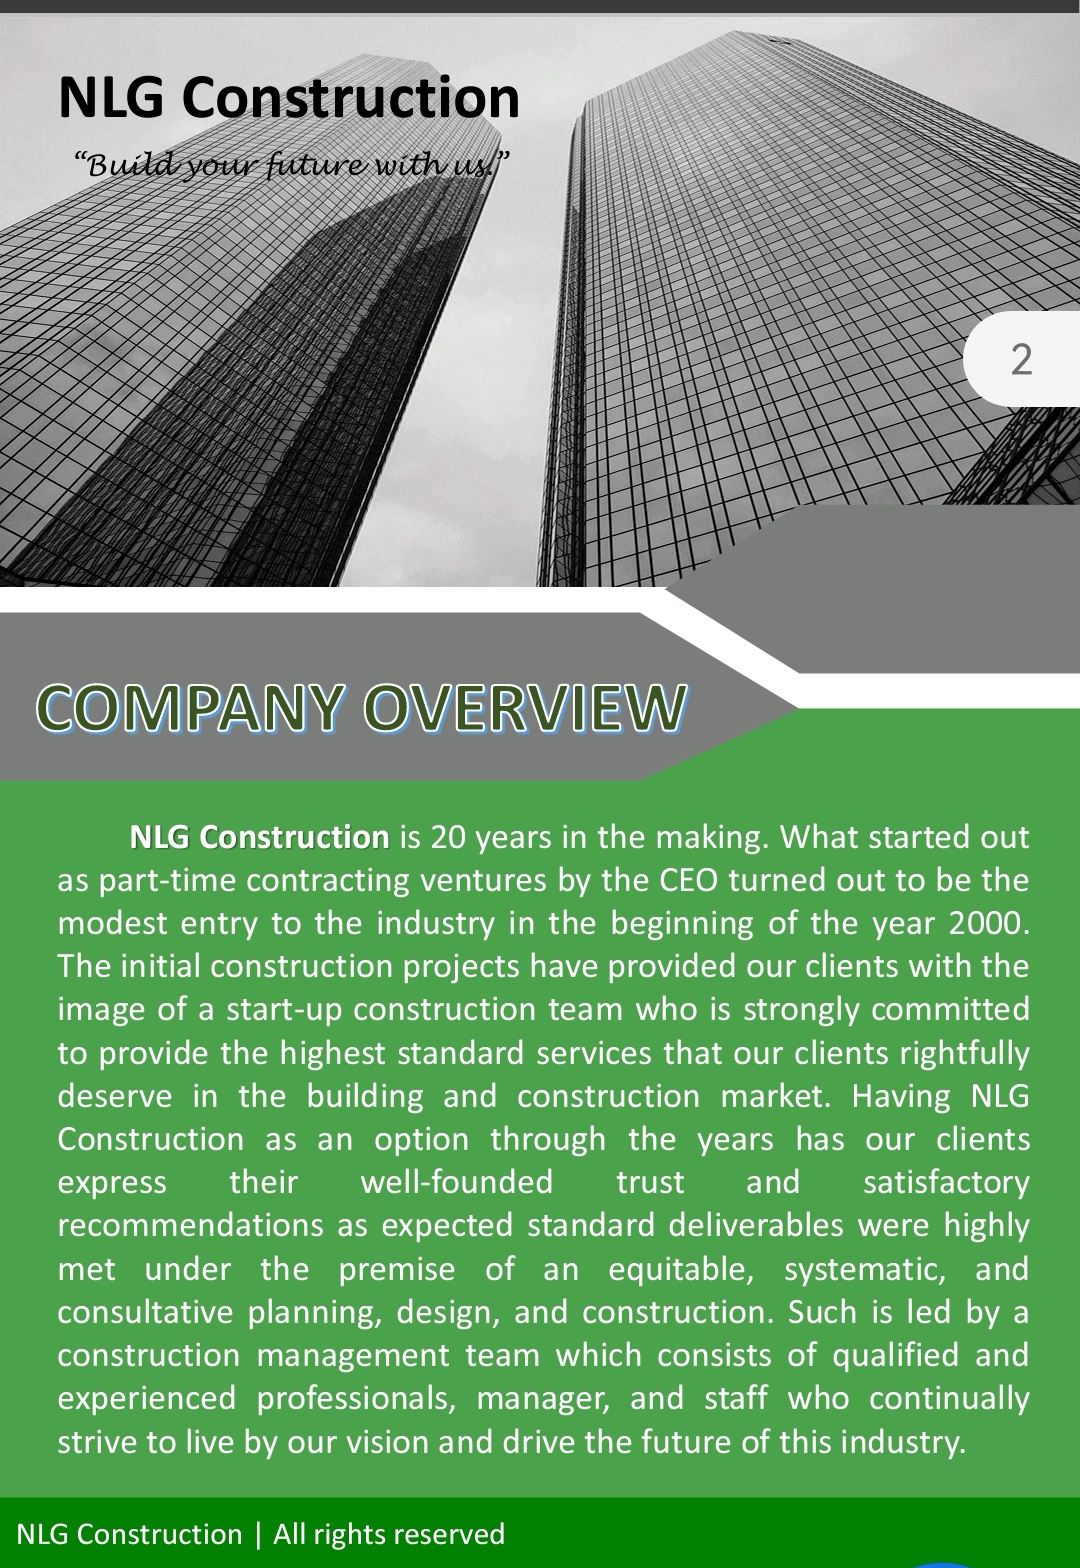 NLG Construction
“Build your future with us.”
2
COMPANY OVERVIEW
NLG Construction is 20 years in the making. What started out
as part-time contracting ventures by the CEO turned out to be the
modest entry to the industry in the beginning of the year 2000.
The initial construction projects have provided our clients with the
image of a start-up construction team who is strongly committed
to provide the highest standard services that our clients rightfully
deserve in the building and construction market. Having NLG
Construction as an option through the years has our clients
express their well-founded trust and satisfactory
recommendations as expected standard deliverables were highly
met under the premise of an equitable, systematic, and
consultative planning, design, and construction. Such is led by a
construction management team which consists of qualified and
experienced professionals, manager, and staff who continually
strive to live by our vision and drive the future of this industry.
NLG Construction | All rights reserved